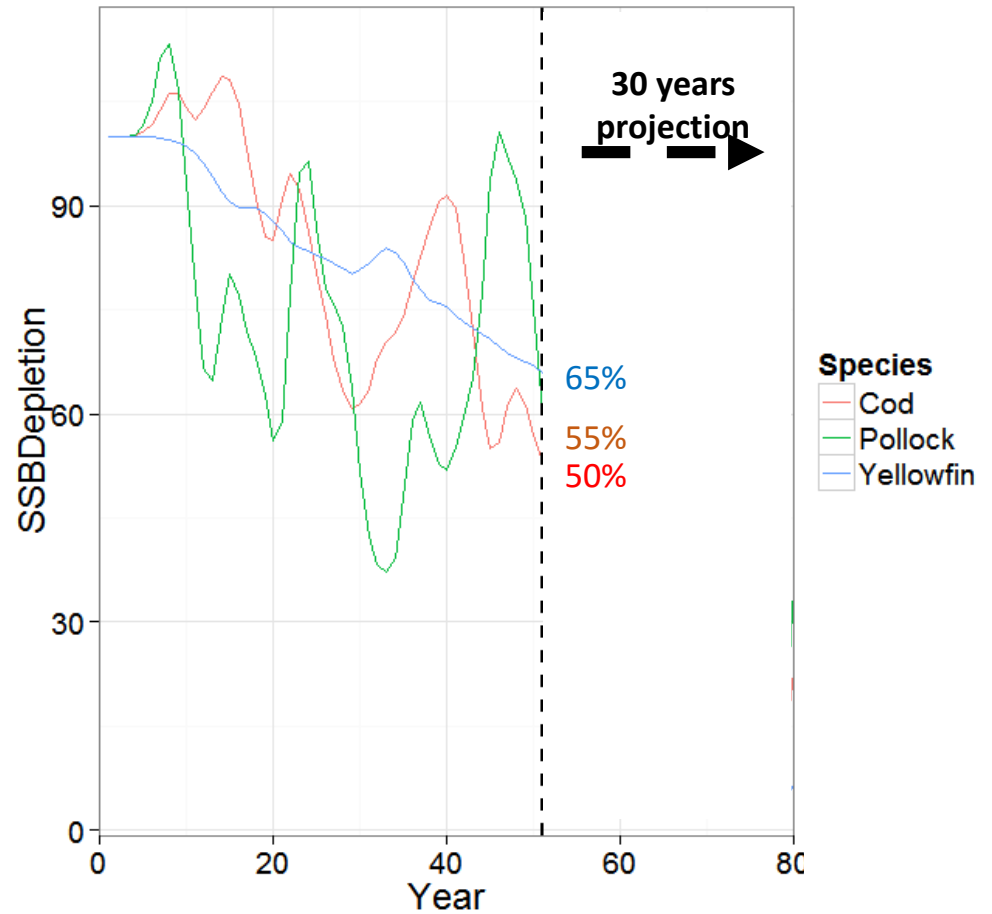 30 years
projection
90
60
30
0
65%
55%
50%
SSBDepletion
0 20 40 60 80
Year
Species
Cod
Pollock
Yellowfin